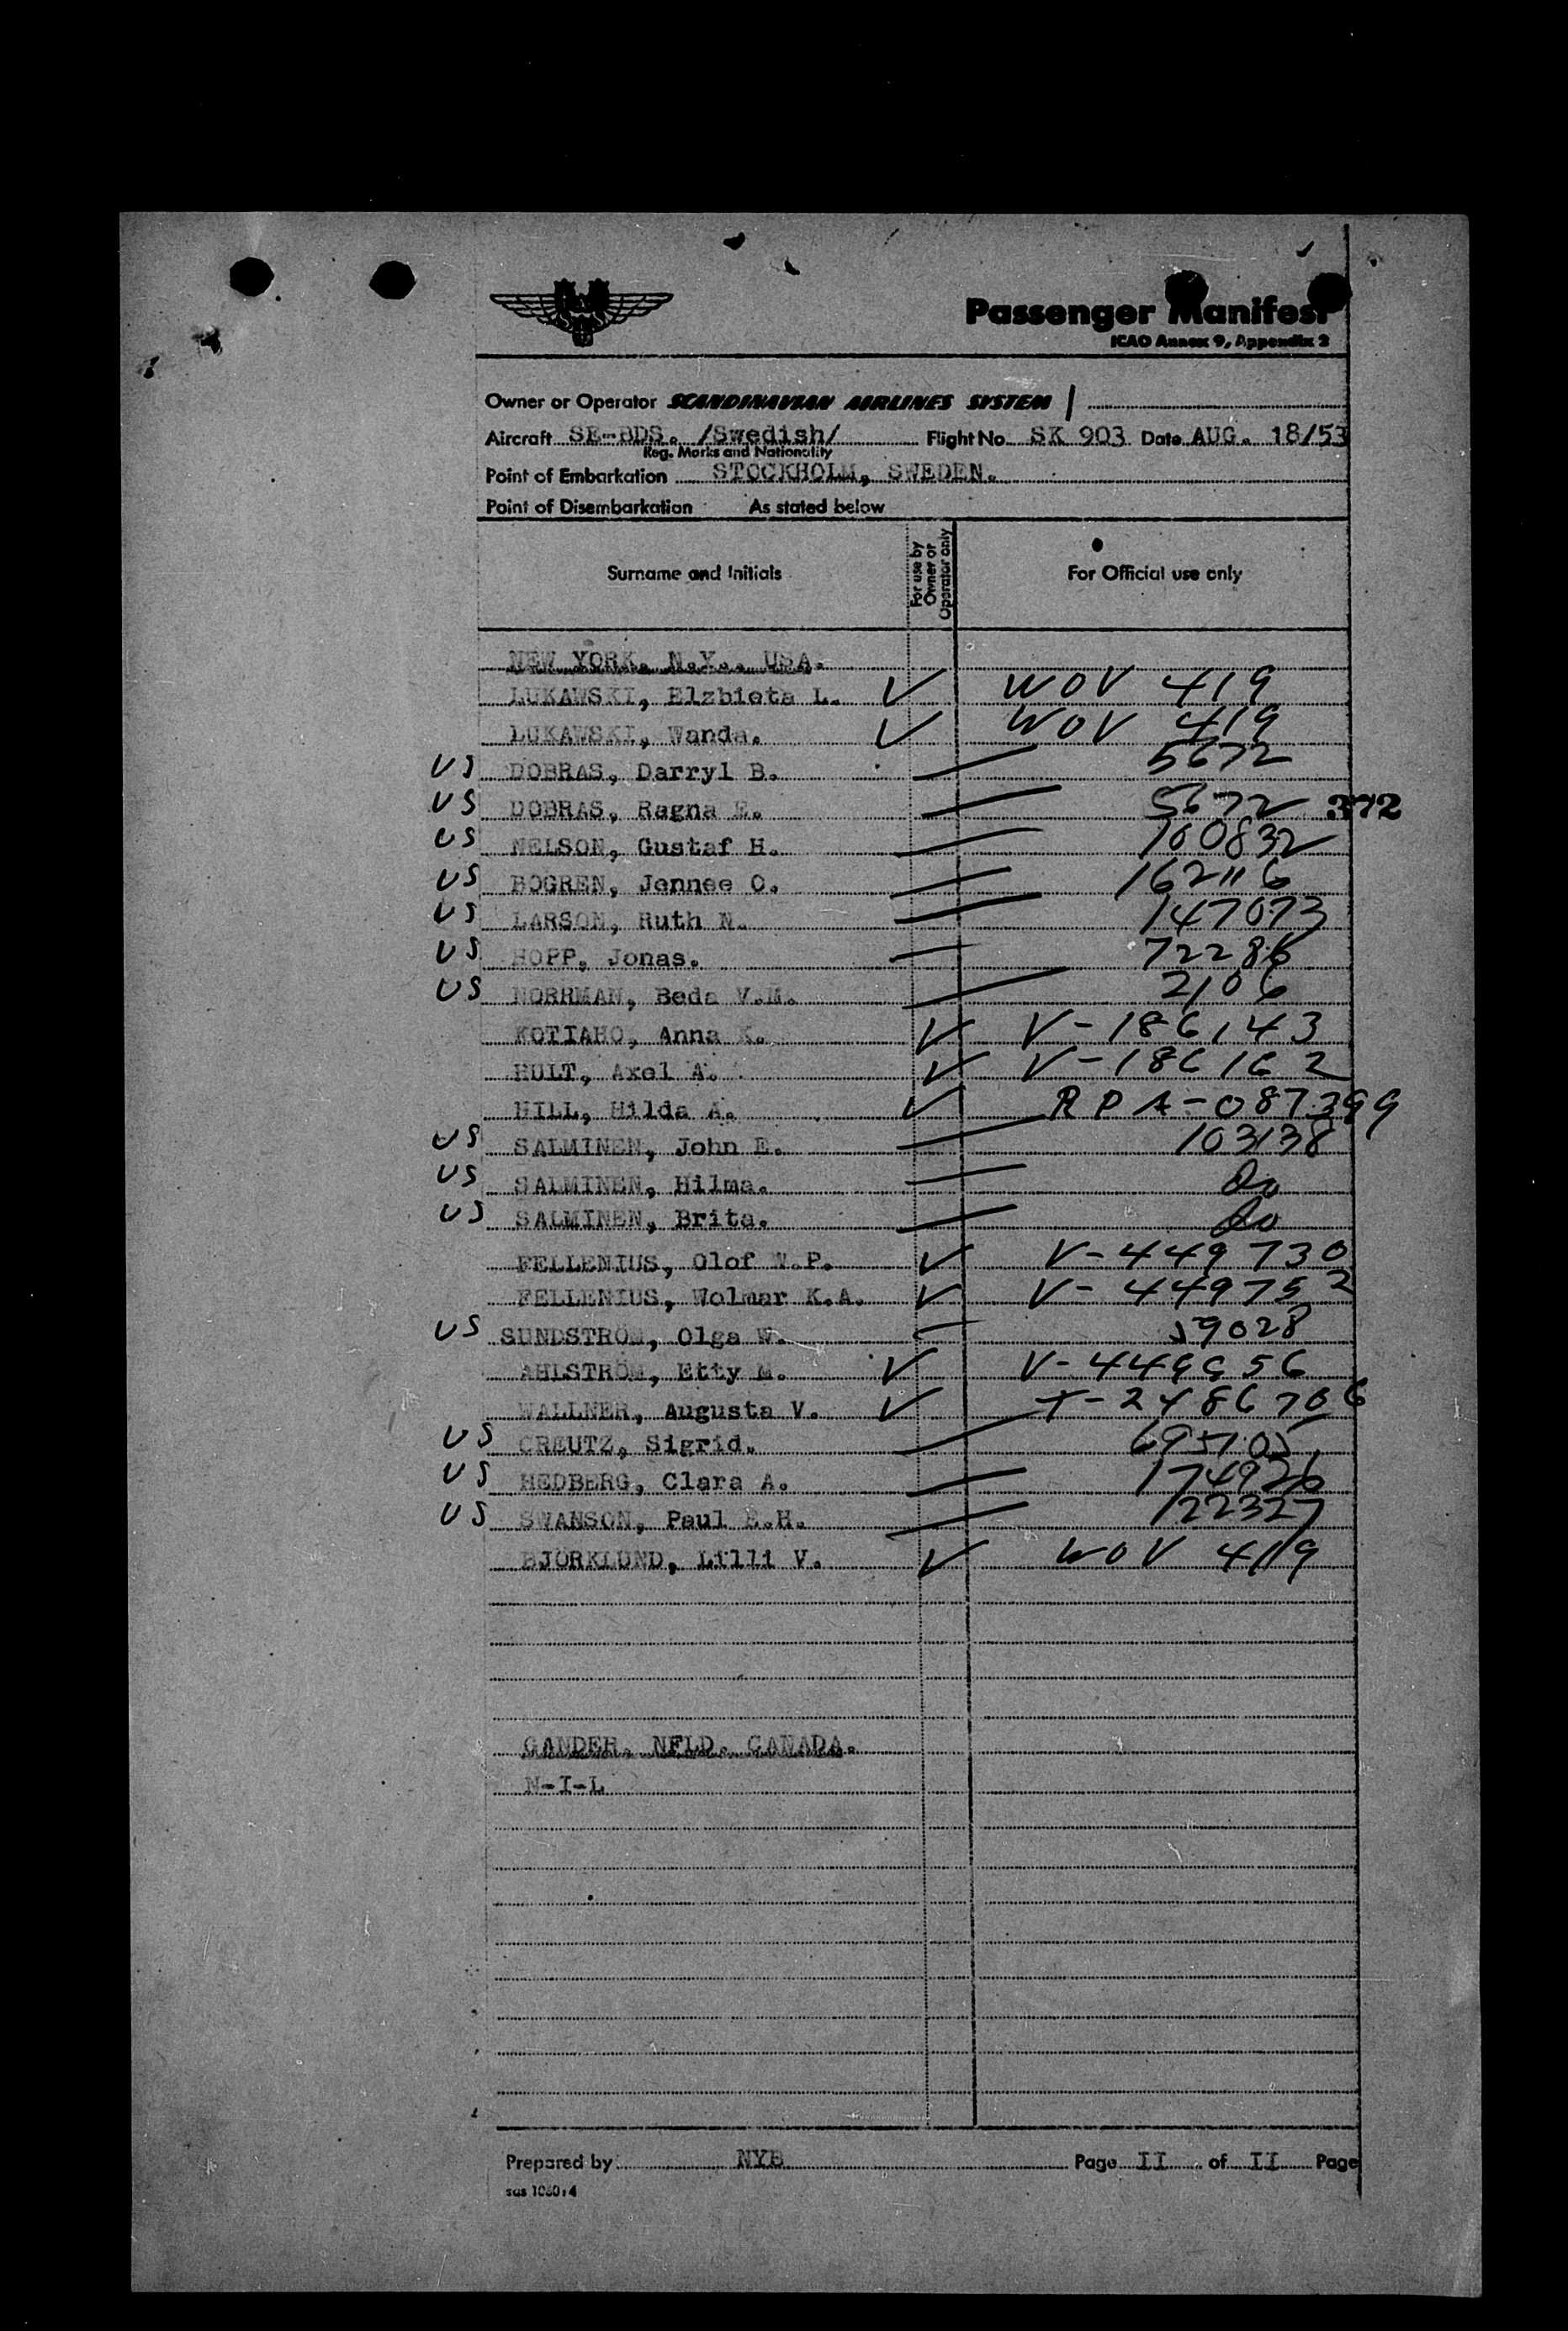 Passenger Manifest
ICAO Annex 9, Appendix 2
Owner or Operator SCANDINAVIAN AIRLINES SYSTEM
Aircraft SE-BDS. /Swedish/ Flight No. SK 903 Date AUG. 18/53
Reg. Marks and Nationality
Point of Embarkation STOCKHOLM, SWEDEN.
Point of Disembarkation As stated below
Surname and Initials For use by Owner or Operator only For Official use only
NEW YORK, N.Y., USA.
LUKAWSKI, Elzbieta L. ✓ WOV 419
LUKAWSKI, Wanda. ✓ WOV 419
US DOBRAS, Darryl B. — 5672
US DOBRAS, Ragna E. — 5672 372
US NELSON, Gustaf H. — 160832
US BOGREN, Jennee O. — 162116
US LARSON, Ruth N. — 147073
US HOPP, Jonas. — 72286
US NORRMAN, Beda V.M. — 2106
KOTIAHO, Anna K. ✓ V-186143
HULT, Axel A. ✓ V-186162
HILL, Hilda A. ✓ RPA-087399
US SALMINEN, John E. — 103138
US SALMINEN, Hilma. — Do
US SALMINEN, Brita. — Do
FELLENIUS, Olof W.P. ✓ V-449730
FELLENIUS, Wolmar K.A. ✓ V-449752
US SUNDSTRÖM, Olga W. — 59028
AHLSTRÖM, Etty M. ✓ V-449956
WALLNER, Augusta V. ✓ T-2486706
US CREUTZ, Sigrid. — 695105
US HEDBERG, Clara A. — 174926
US SWANSON, Paul E.H. — 122327
BJÖRKLUND, Lilli V. ✓ WOV 419
GANDER, NFLD. CANADA.
N-I-L
Prepared by NYB Page II of II Page
sas 1060:4